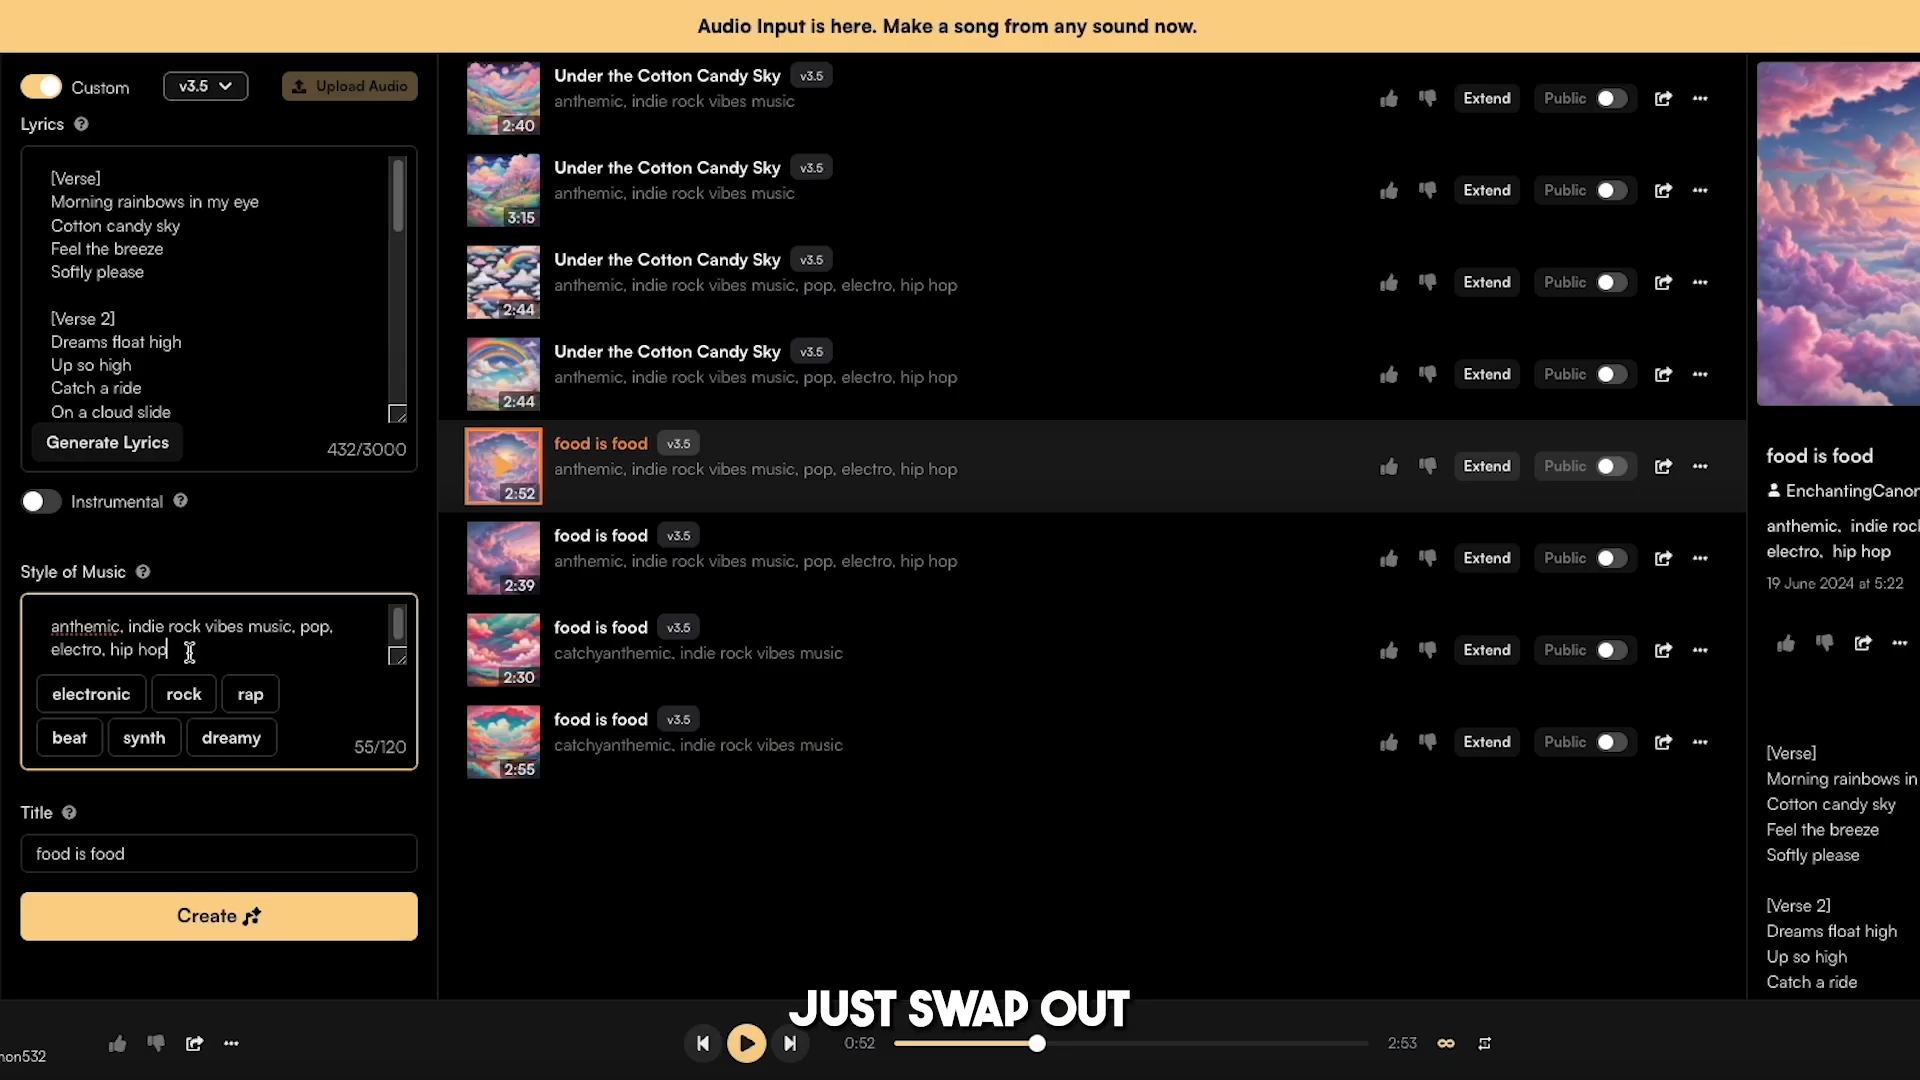 Audio Input is here. Make a song from any sound now.
Custom
v3.5
Upload Audio
Lyrics
[Verse]
Morning rainbows in my eye
Cotton candy sky
Feel the breeze
Softly please
[Verse 2]
Dreams float high
Up so high
Catch a ride
On a cloud slide
Generate Lyrics
432/3000
Instrumental
Style of Music
anthemic, indie rock vibes music, pop,
electro, hip hop
electronic
rock
rap
beat
synth
dreamy
55/120
Title
food is food
Create
Under the Cotton Candy Sky v3.5
anthemic, indie rock vibes music
2:40
Extend
Public
Under the Cotton Candy Sky v3.5
anthemic, indie rock vibes music
3:15
Extend
Public
Under the Cotton Candy Sky v3.5
anthemic, indie rock vibes music, pop, electro, hip hop
2:44
Extend
Public
Under the Cotton Candy Sky v3.5
anthemic, indie rock vibes music, pop, electro, hip hop
2:44
Extend
Public
food is food v3.5
anthemic, indie rock vibes music, pop, electro, hip hop
2:52
Extend
Public
food is food v3.5
anthemic, indie rock vibes music, pop, electro, hip hop
2:39
Extend
Public
food is food v3.5
catchyanthemic, indie rock vibes music
2:30
Extend
Public
food is food v3.5
catchyanthemic, indie rock vibes music
2:55
Extend
Public
food is food
EnchantingCanon
anthemic, indie rock
electro, hip hop
19 June 2024 at 5:22
[Verse]
Morning rainbows in
Cotton candy sky
Feel the breeze
Softly please
[Verse 2]
Dreams float high
Up so high
Catch a ride
JUST SWAP OUT
non532
0:52
2:53